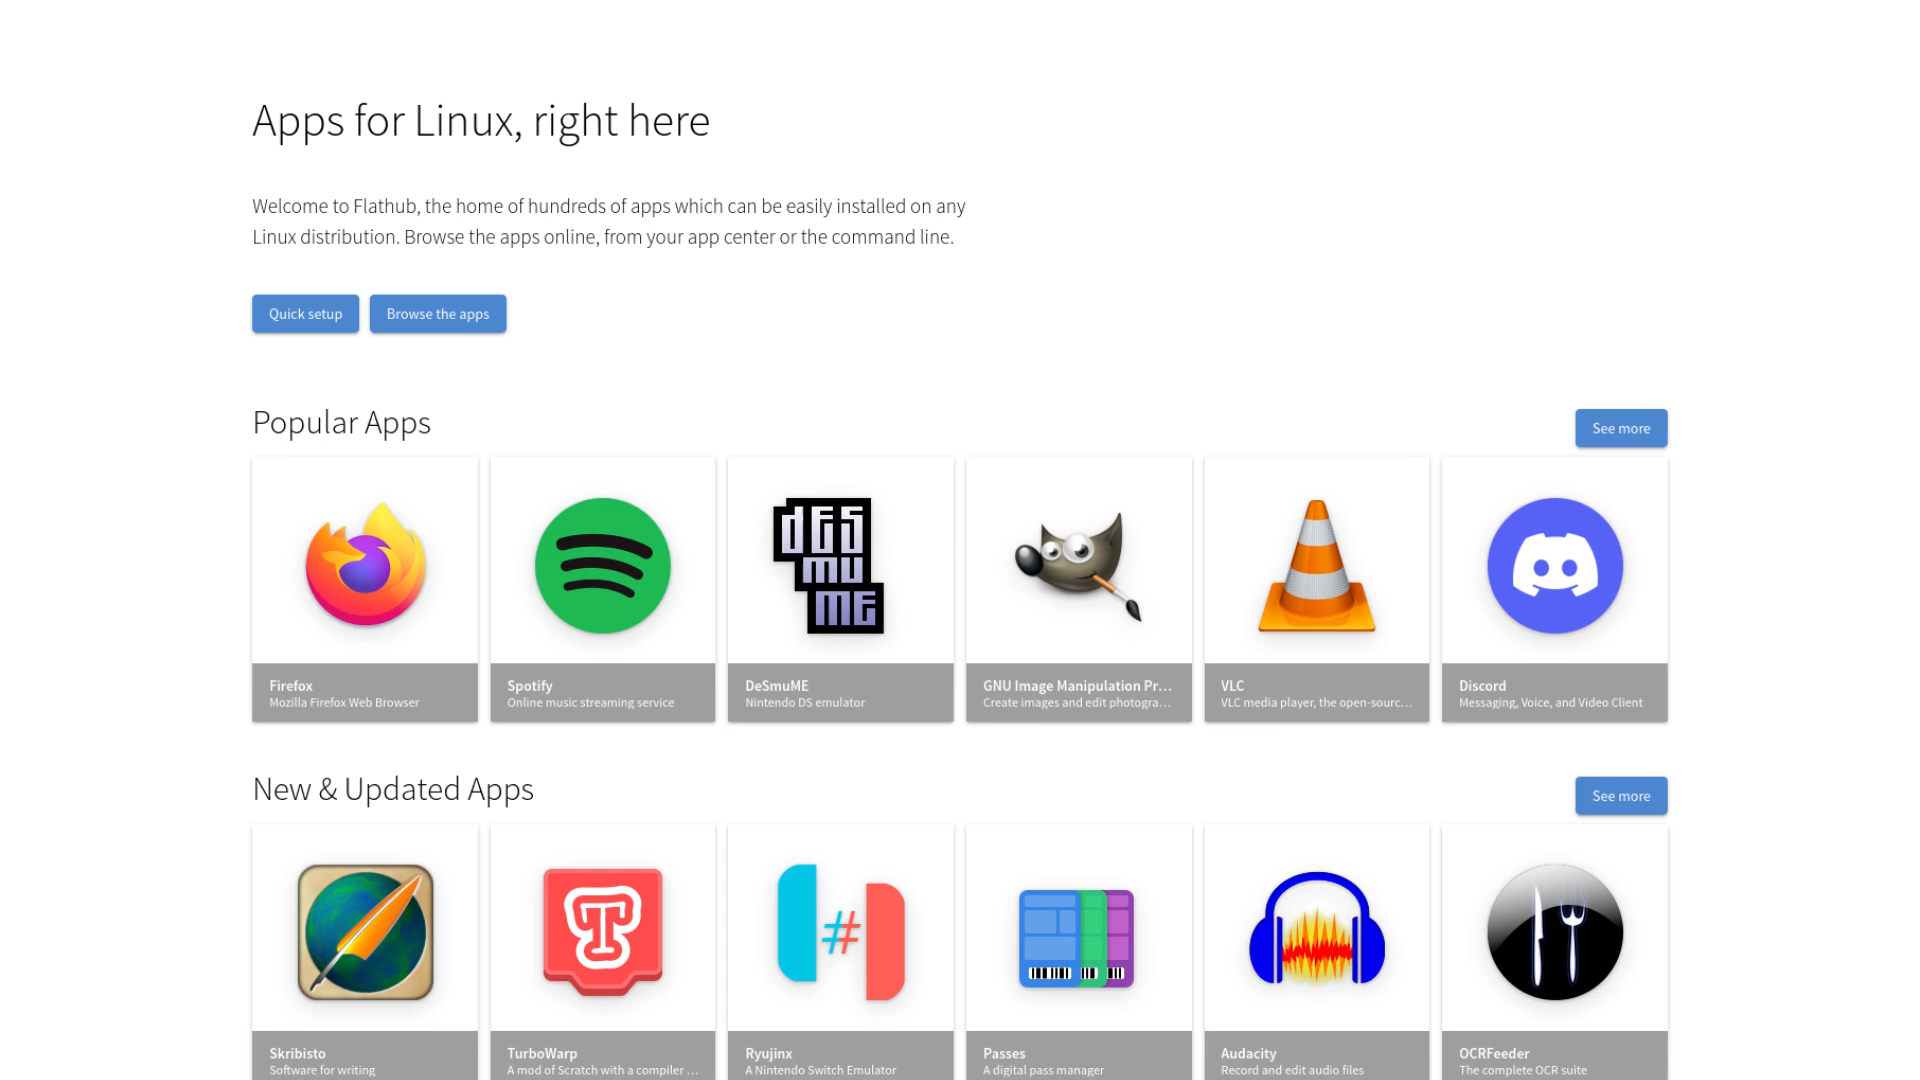 Apps for Linux, right here
Welcome to Flathub, the home of hundreds of apps which can be easily installed on any
Linux distribution. Browse the apps online, from your app center or the command line.
Quick setup
Browse the apps
Popular Apps
See more
DeSmuME
Firefox
Mozilla Firefox Web Browser
Spotify
Online music streaming service
DeSmuME
Nintendo DS emulator
GNU Image Manipulation Pr...
Create images and edit photogra...
VLC
VLC media player, the open-sourc...
Discord
Messaging, Voice, and Video Client
New & Updated Apps
See more
T
#
Skribisto
Software for writing
TurboWarp
A mod of Scratch with a compiler ...
Ryujinx
A Nintendo Switch Emulator
Passes
A digital pass manager
Audacity
Record and edit audio files
OCRFeeder
The complete OCR suite